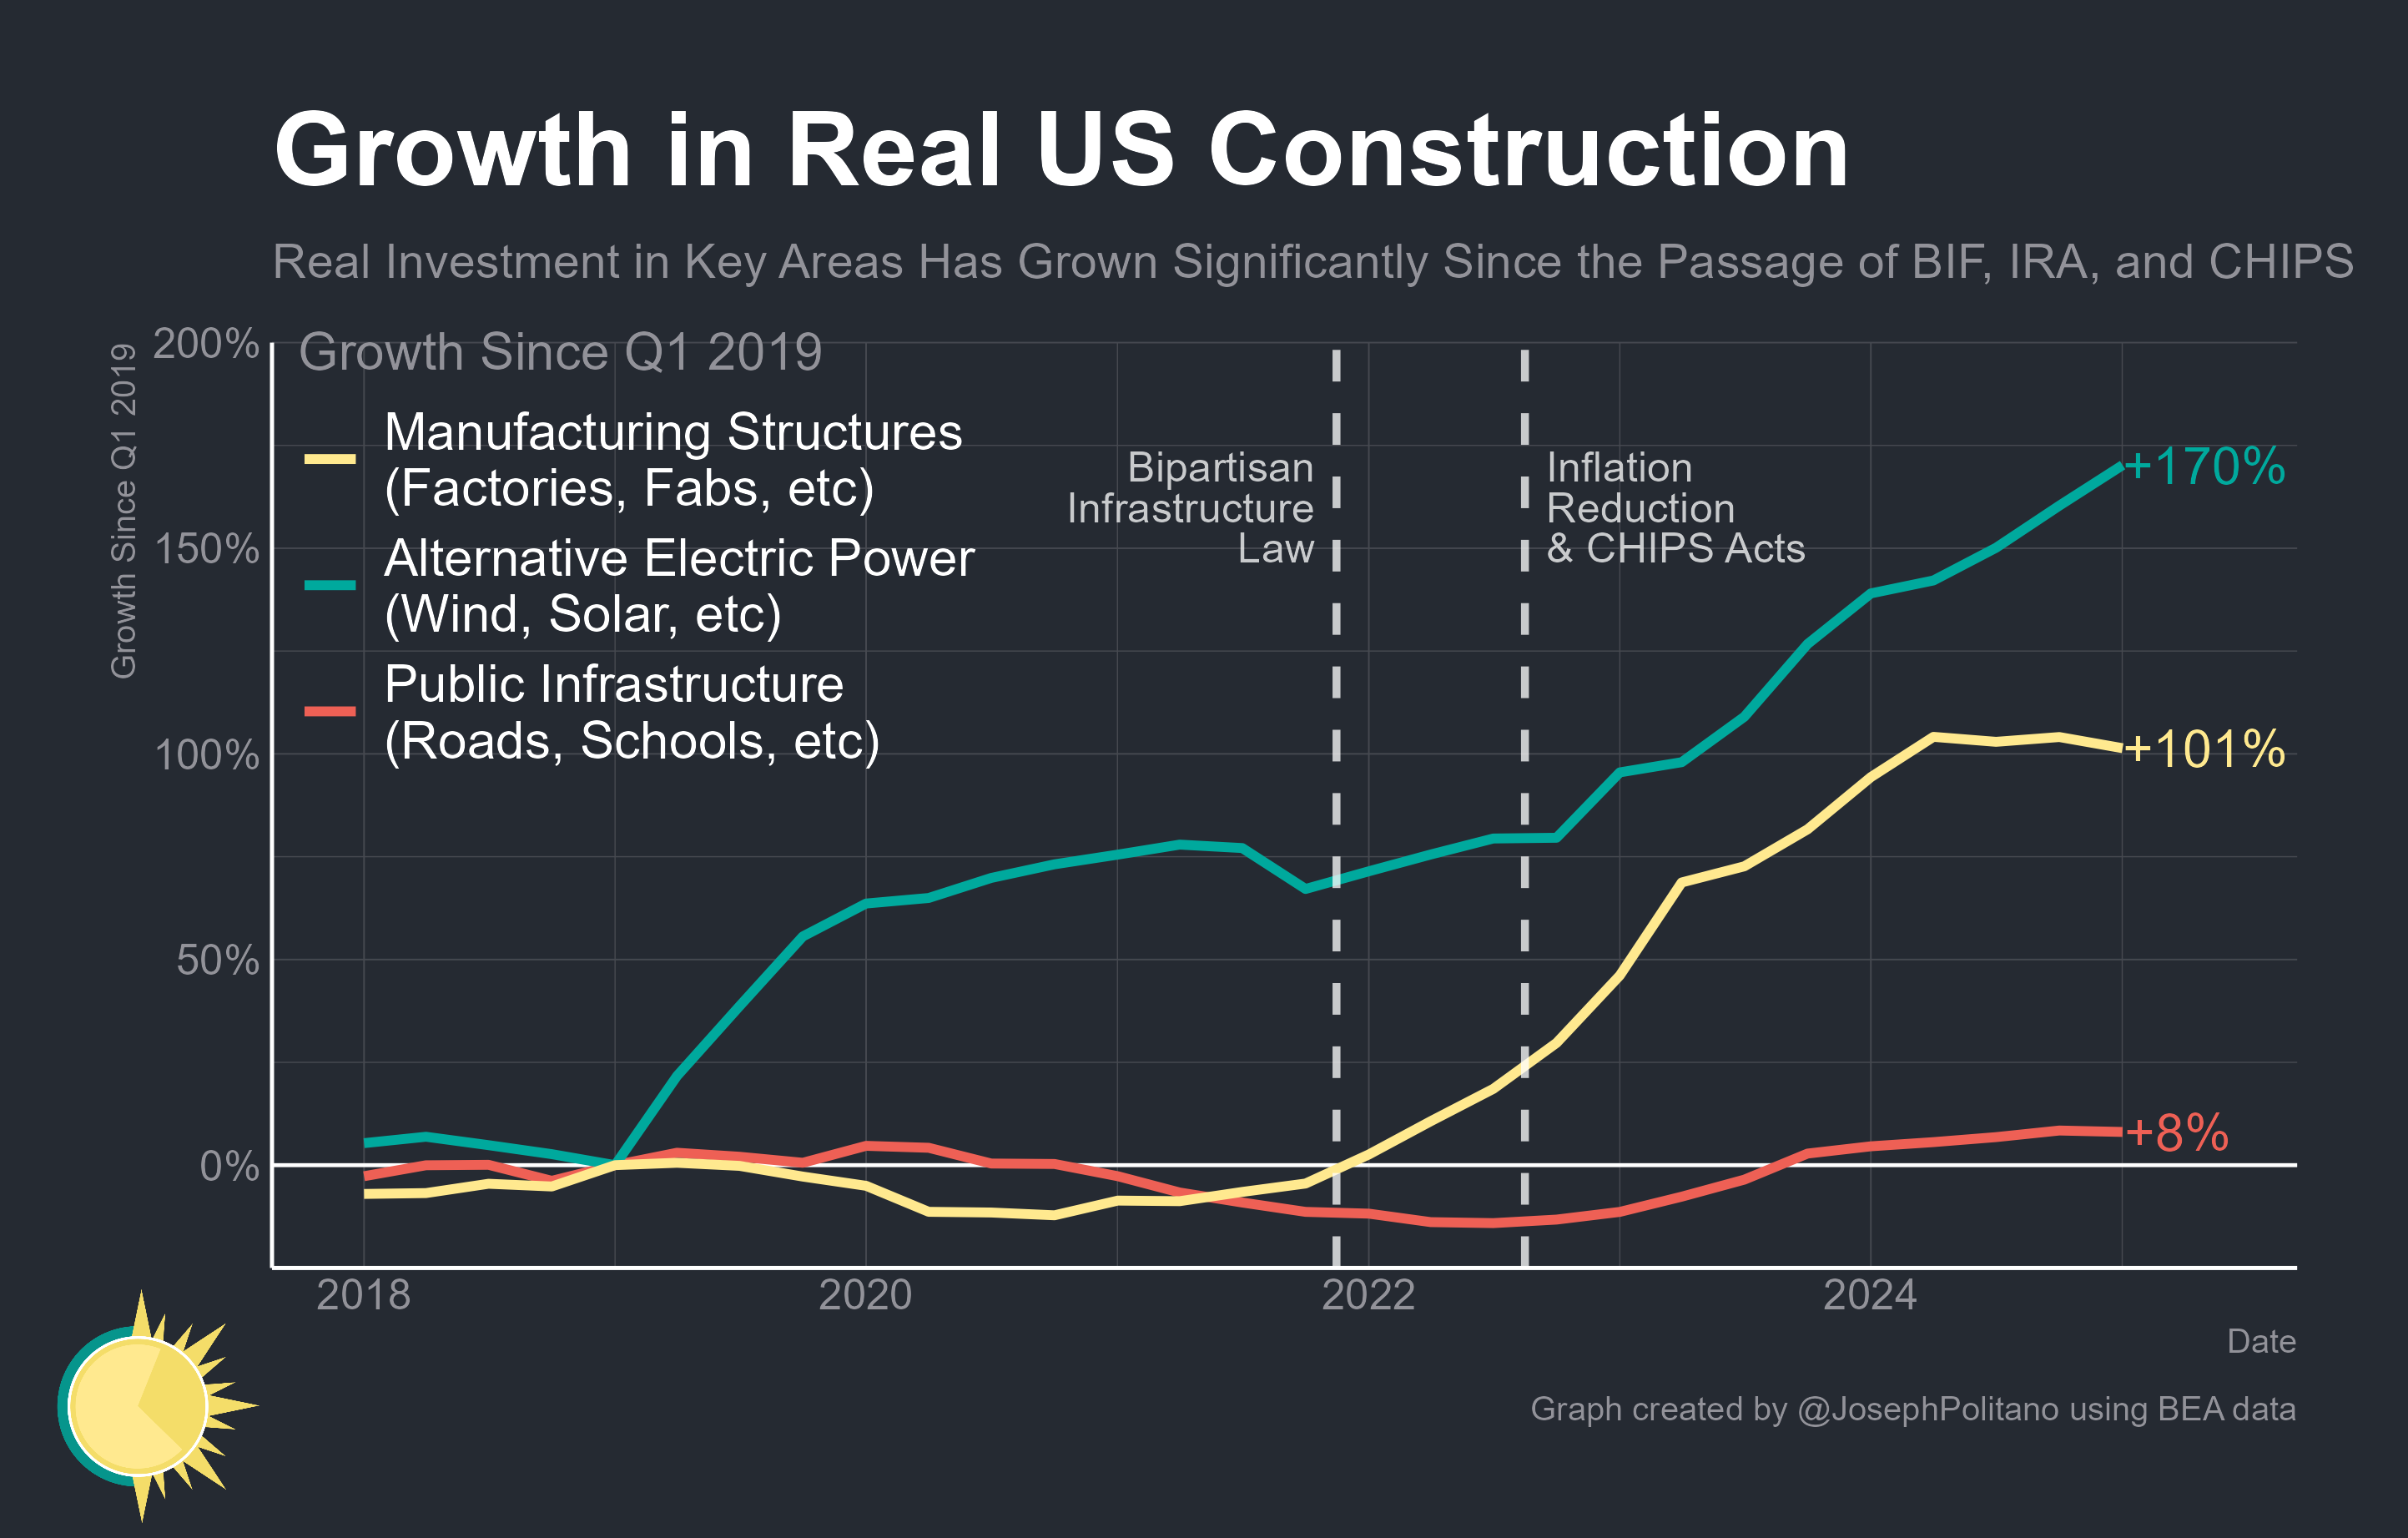 Growth in Real US Construction
Real Investment in Key Areas Has Grown Significantly Since the Passage of BIF, IRA, and CHIPS
Growth Since Q1 2019
200%
150%
100%
50%
0%
Growth Since Q1 2019
Manufacturing Structures
(Factories, Fabs, etc)
Alternative Electric Power
(Wind, Solar, etc)
Public Infrastructure
(Roads, Schools, etc)
Bipartisan
Infrastructure
Law
Inflation
Reduction
& CHIPS Acts
+170%
+101%
+8%
2018
2020
2022
2024
Date
Graph created by @JosephPolitano using BEA data